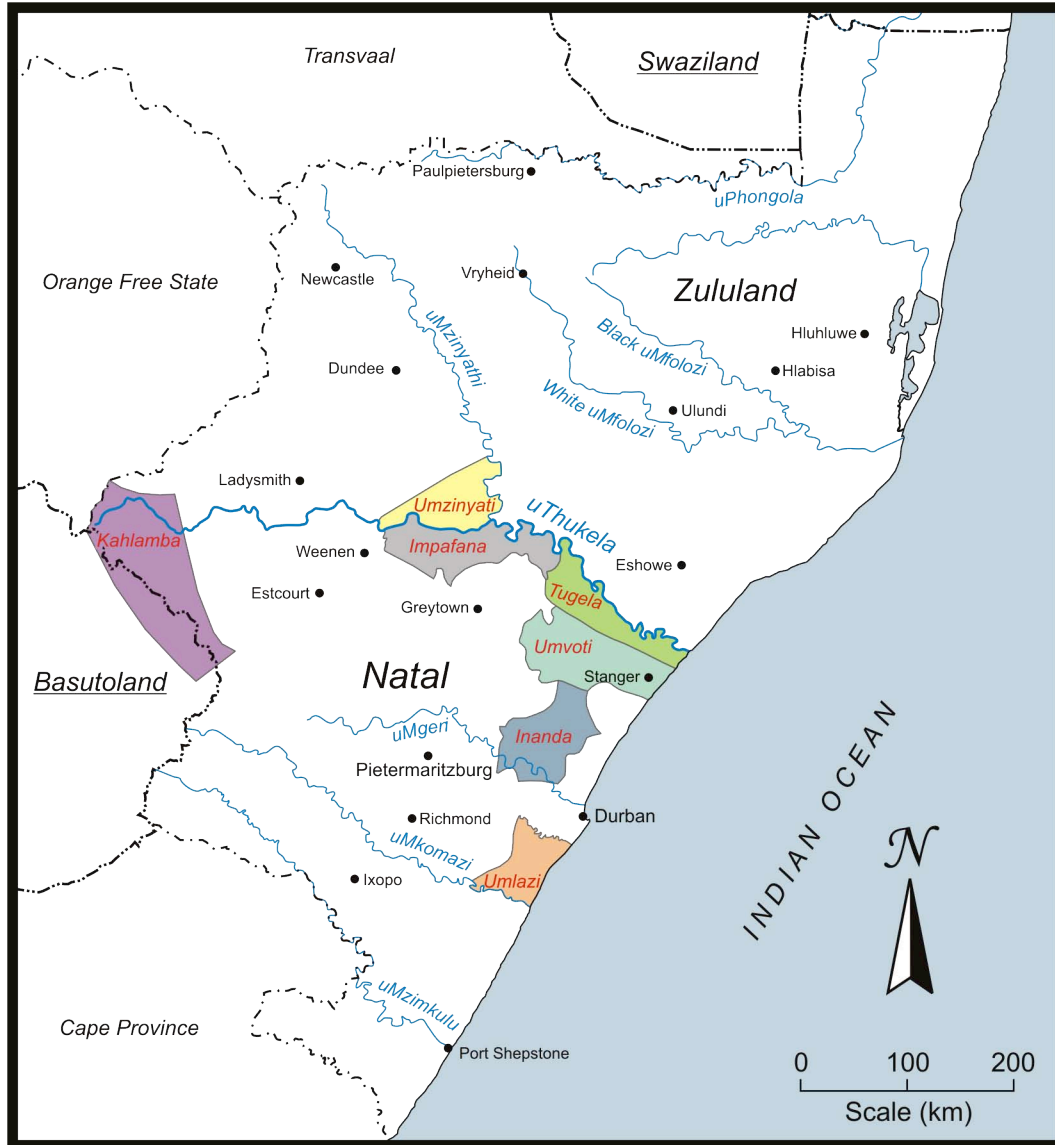 Transvaal
Swaziland
Paulpietersburg
uPhongola
Orange Free State
Newcastle
Vryheid
Zululand
uMzinyathi
Black uMfolozi
Hluhluwe
Dundee
Hlabisa
White uMfolozi
Ulundi
Ladysmith
Umzinyati
uThukela
Kahlamba
Impafana
Weenen
Eshowe
Estcourt
Tugela
Greytown
Umvoti
Natal
Stanger
Basutoland
uMgeri
Inanda
Pietermaritzburg
Richmond
Durban
uMkomazi
INDIAN OCEAN
N
Ixopo
Umlazi
uMzimkulu
Cape Province
Port Shepstone
0 100 200
Scale (km)